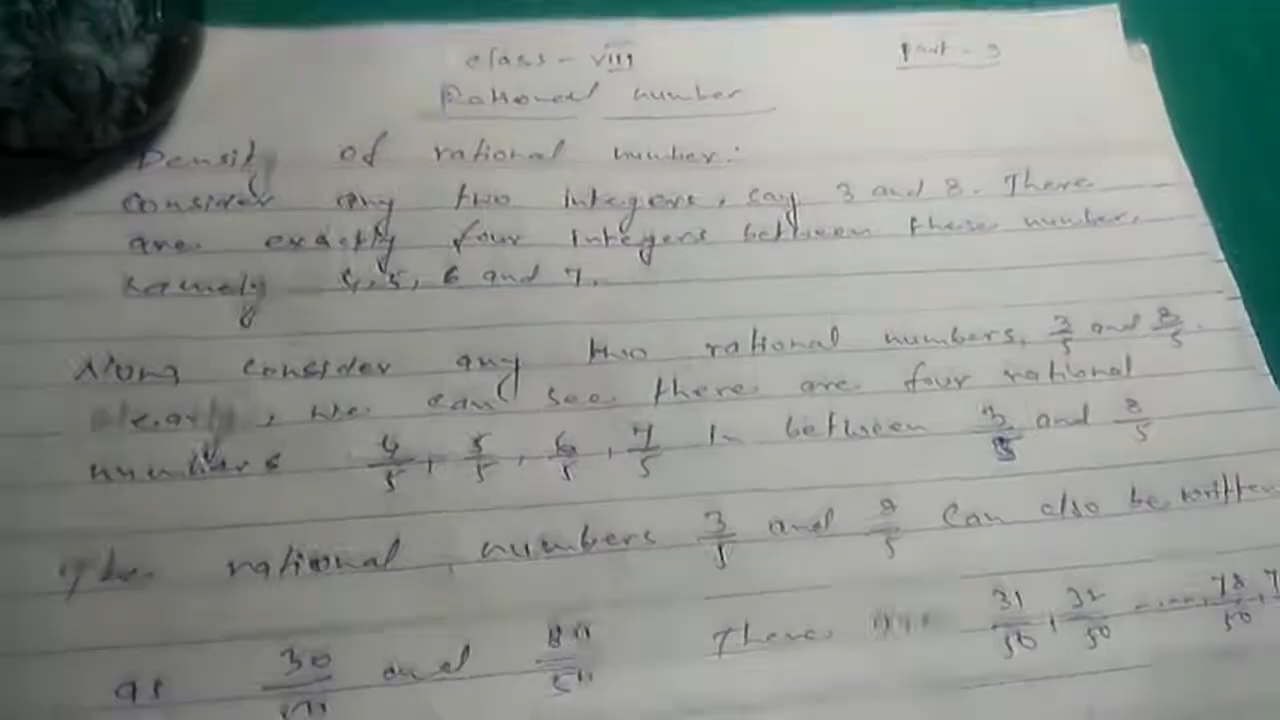 class - VIII
Part - 9
Rational number
Density of rational number:
Consider any two integers, say 3 and 8. There
are exactly four integers between these number,
namely 4, 5, 6 and 7.
consider any two rational numbers, 3/5 and 8/5.
clearly, we can see there are four rational
numbers 4/5, 5/5, 6/5, 7/5 in between 3/5 and 8/5
The rational numbers 3/5 and 8/5 can also be written
as 30/50 and 80/50 There are 31/50, 32/50 ......, 78/50,